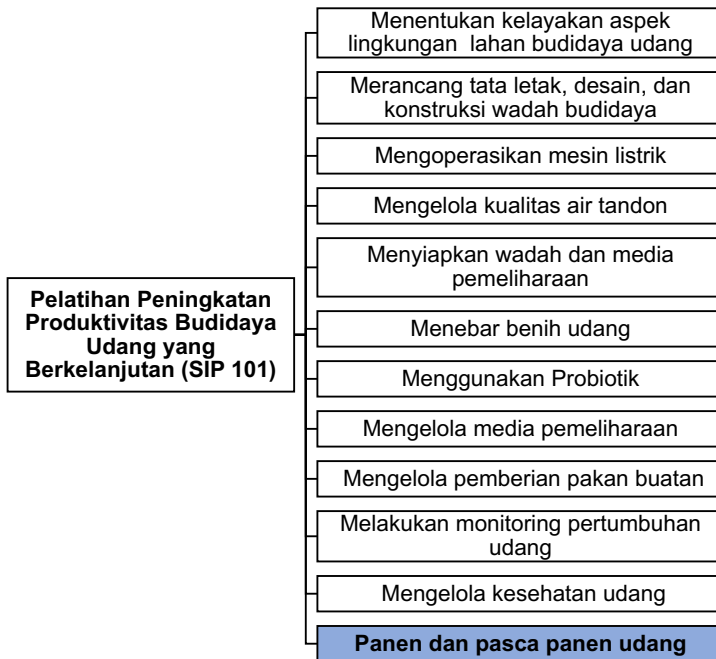 Menentukan kelayakan aspek
lingkungan lahan budidaya udang
Merancang tata letak, desain, dan
konstruksi wadah budidaya
Mengoperasikan mesin listrik
Mengelola kualitas air tandon
Menyiapkan wadah dan media
pemeliharaan
Pelatihan Peningkatan
Produktivitas Budidaya
Udang yang
Berkelanjutan (SIP 101)
Menebar benih udang
Menggunakan Probiotik
Mengelola media pemeliharaan
Mengelola pemberian pakan buatan
Melakukan monitoring pertumbuhan
udang
Mengelola kesehatan udang
Panen dan pasca panen udang